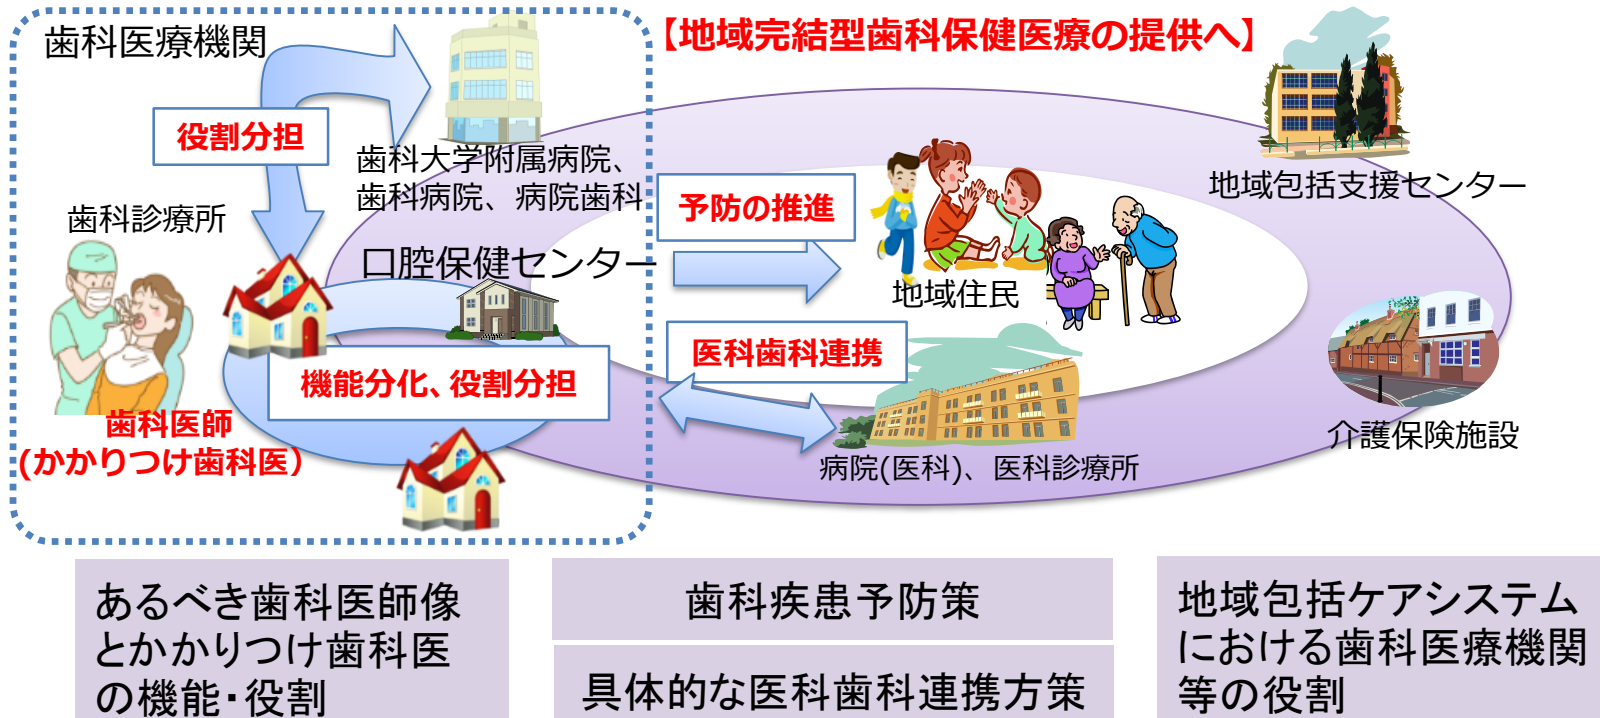 歯科医療機関
【地域完結型歯科保健医療の提供へ】
役割分担
歯科大学附属病院、
歯科病院、病院歯科
歯科診療所
口腔保健センター
予防の推進
地域住民
地域包括支援センター
医科歯科連携
機能分化、役割分担
歯科医師
(かかりつけ歯科医)
病院(医科)、医科診療所
介護保険施設
あるべき歯科医師像
とかかりつけ歯科医
の機能・役割
歯科疾患予防策
具体的な医科歯科連携方策
地域包括ケアシステム
における歯科医療機関
等の役割